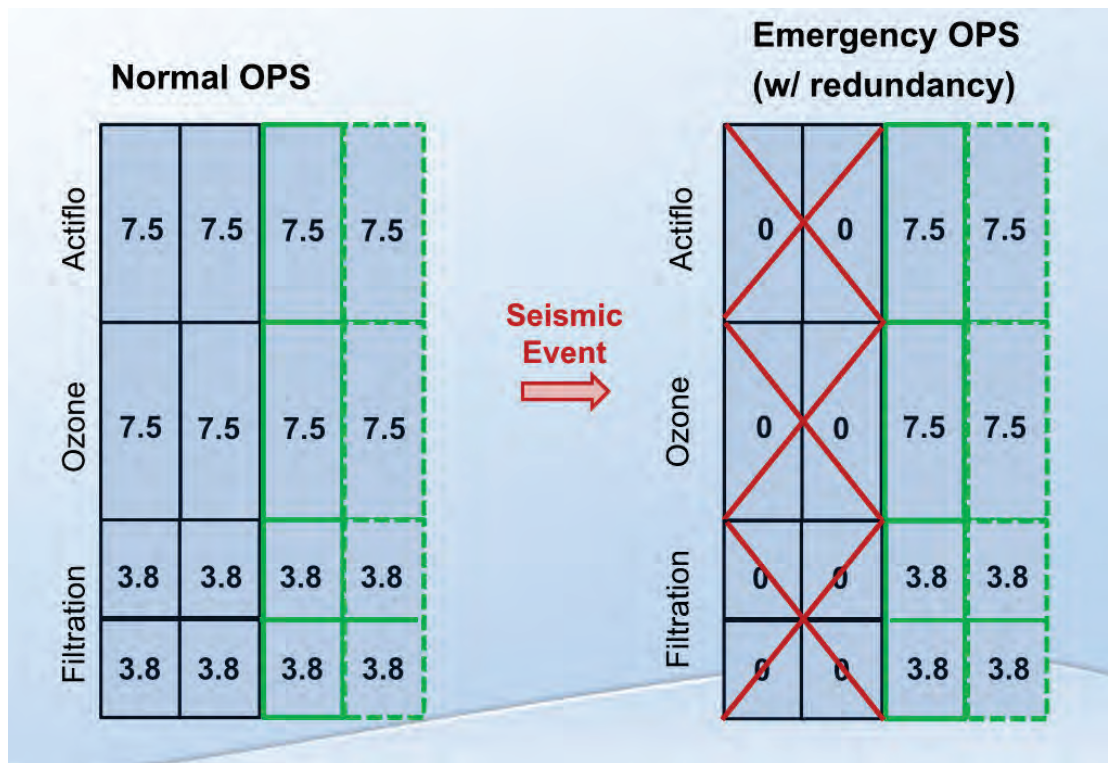 Normal OPS
Actiflo
7.5 7.5 7.5 7.5
Ozone
7.5 7.5 7.5 7.5
Filtration
3.8 3.8 3.8 3.8
3.8 3.8 3.8 3.8
Seismic
Event
Emergency OPS
(w/ redundancy)
Actiflo
0 0 7.5 7.5
Ozone
0 0 7.5 7.5
Filtration
0 0 3.8 3.8
0 0 3.8 3.8